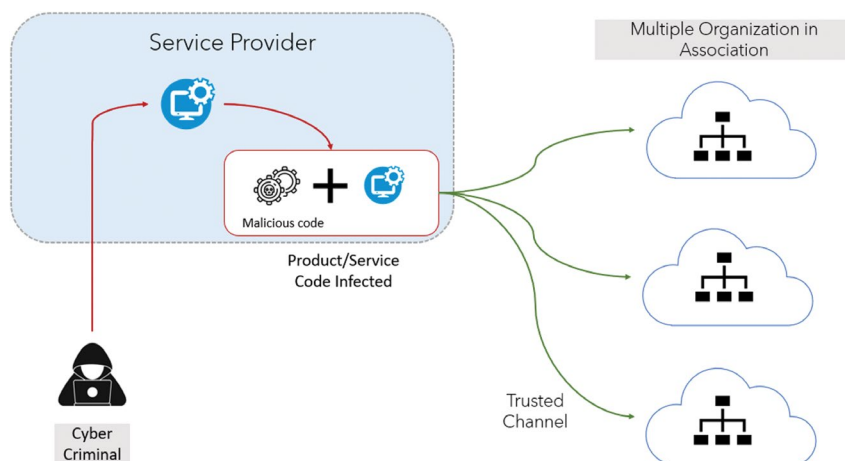 Service Provider
Multiple Organization in
Association
Malicious code
Product/Service
Code Infected
Trusted
Channel
Cyber
Criminal